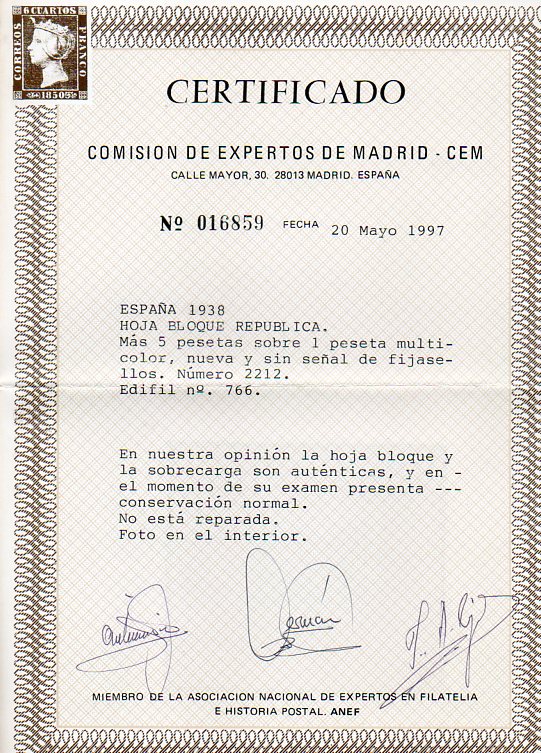 6 CUARTOS
CORREOS
FRANCO
1850
CERTIFICADO
COMISION DE EXPERTOS DE MADRID - CEM
CALLE MAYOR, 30. 28013 MADRID. ESPAÑA
Nº 016859 FECHA 20 Mayo 1997
ESPAÑA 1938
HOJA BLOQUE REPUBLICA.
Más 5 pesetas sobre 1 peseta multi-
color, nueva y sin señal de fijase-
llos. Número 2212.
Edifil nº. 766.
En nuestra opinión la hoja bloque y
la sobrecarga son auténticas, y en -
el momento de su examen presenta ---
conservación normal.
No está reparada.
Foto en el interior.
MIEMBRO DE LA ASOCIACION NACIONAL DE EXPERTOS EN FILATELIA
E HISTORIA POSTAL. ANEF